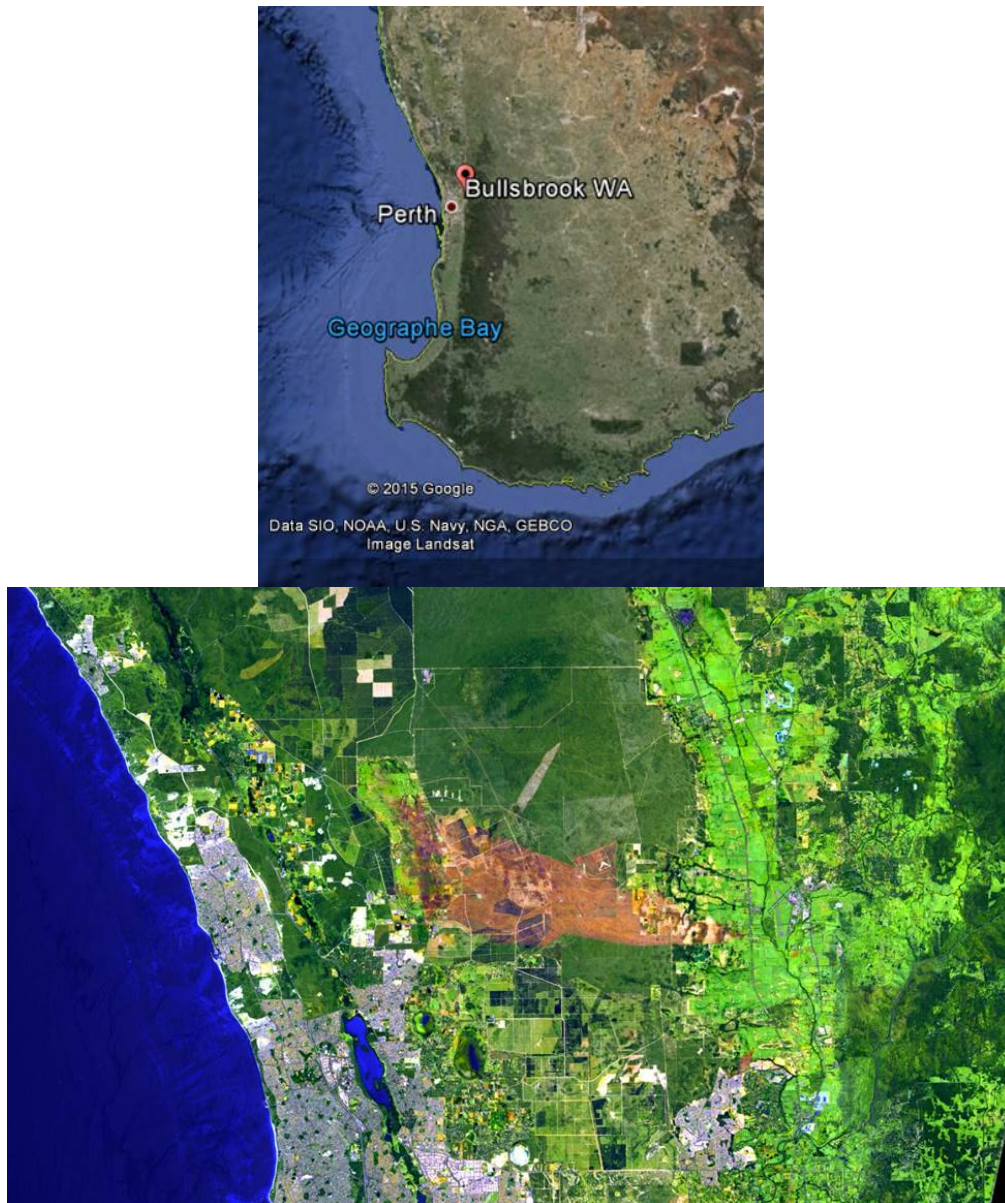 Bullsbrook WA
Perth
Geographe Bay
© 2015 Google
Data SIO, NOAA, U.S. Navy, NGA, GEBCO
Image Landsat